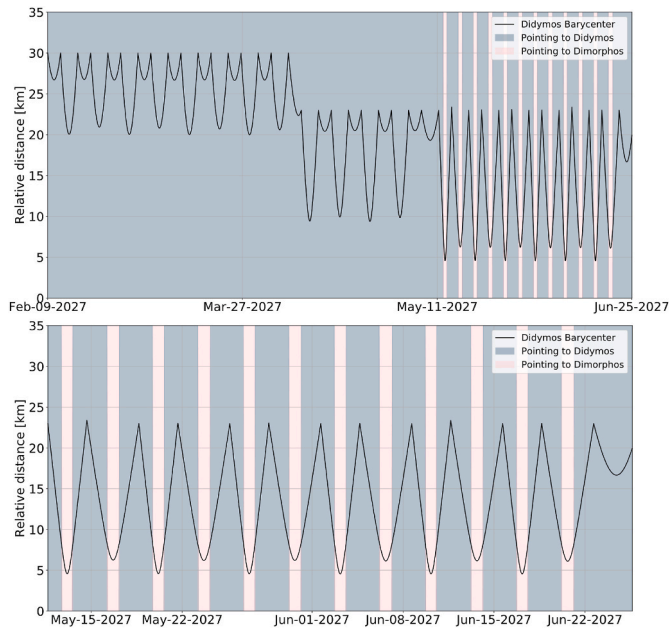 35
30
25
20
15
10
5
0
Relative distance [km]
Didymos Barycenter
Pointing to Didymos
Pointing to Dimorphos
Feb-09-2027 Mar-27-2027 May-11-2027 Jun-25-2027
35
30
25
20
15
10
5
0
Relative distance [km]
Didymos Barycenter
Pointing to Didymos
Pointing to Dimorphos
May-15-2027 May-22-2027 Jun-01-2027 Jun-08-2027 Jun-15-2027 Jun-22-2027